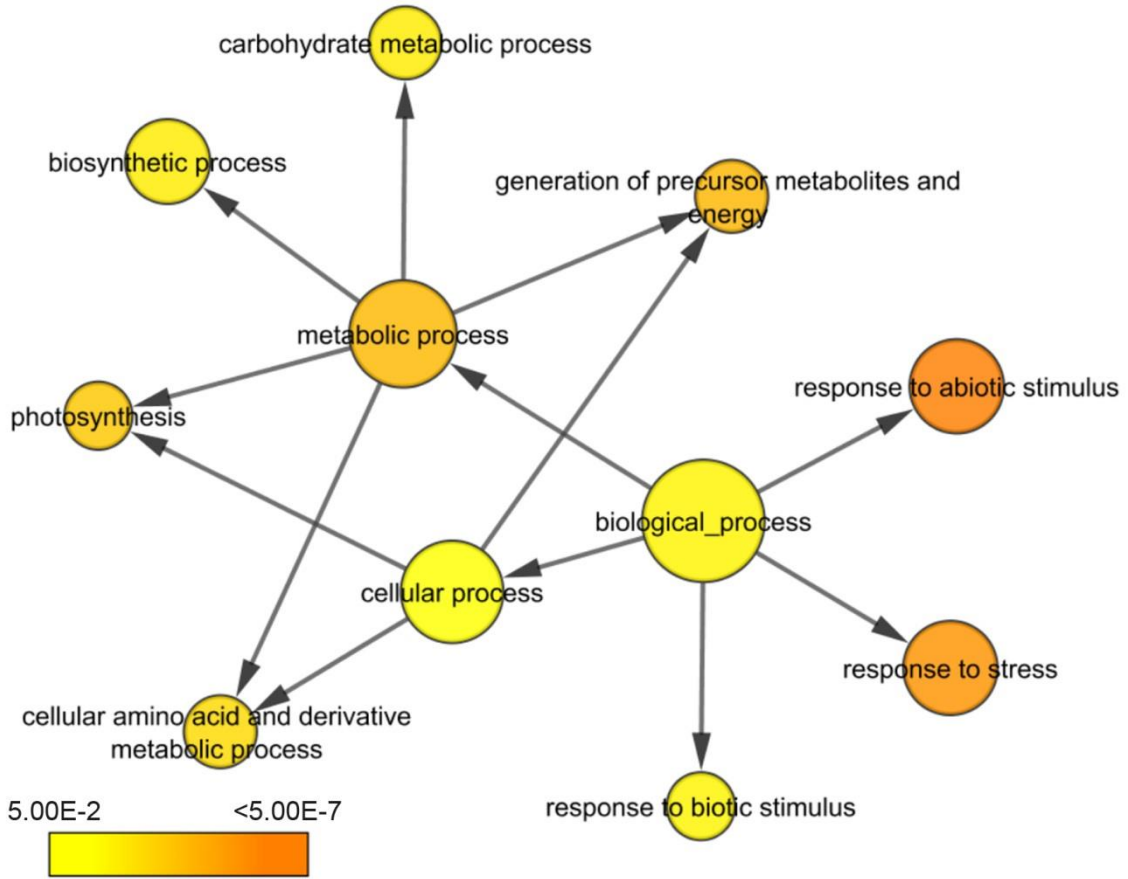 carbohydrate metabolic process
biosynthetic process
generation of precursor metabolites and
energy
metabolic process
response to abiotic stimulus
photosynthesis
biological_process
cellular process
response to stress
cellular amino acid and derivative
metabolic process
response to biotic stimulus
5.00E-2
<5.00E-7